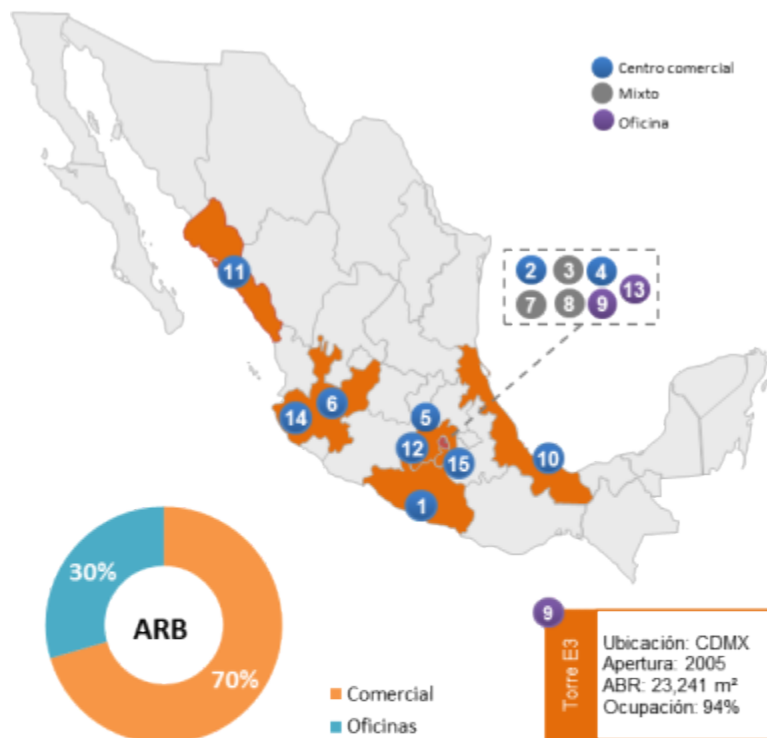 Centro comercial
Mixto
Oficina
2 3 4 13
7 8 9
11
6
14
5
12
15
10
1
30%
ARB
70%
Comercial
Oficinas
9
Torre E3
Ubicación: CDMX
Apertura: 2005
ABR: 23,241 m²
Ocupación: 94%